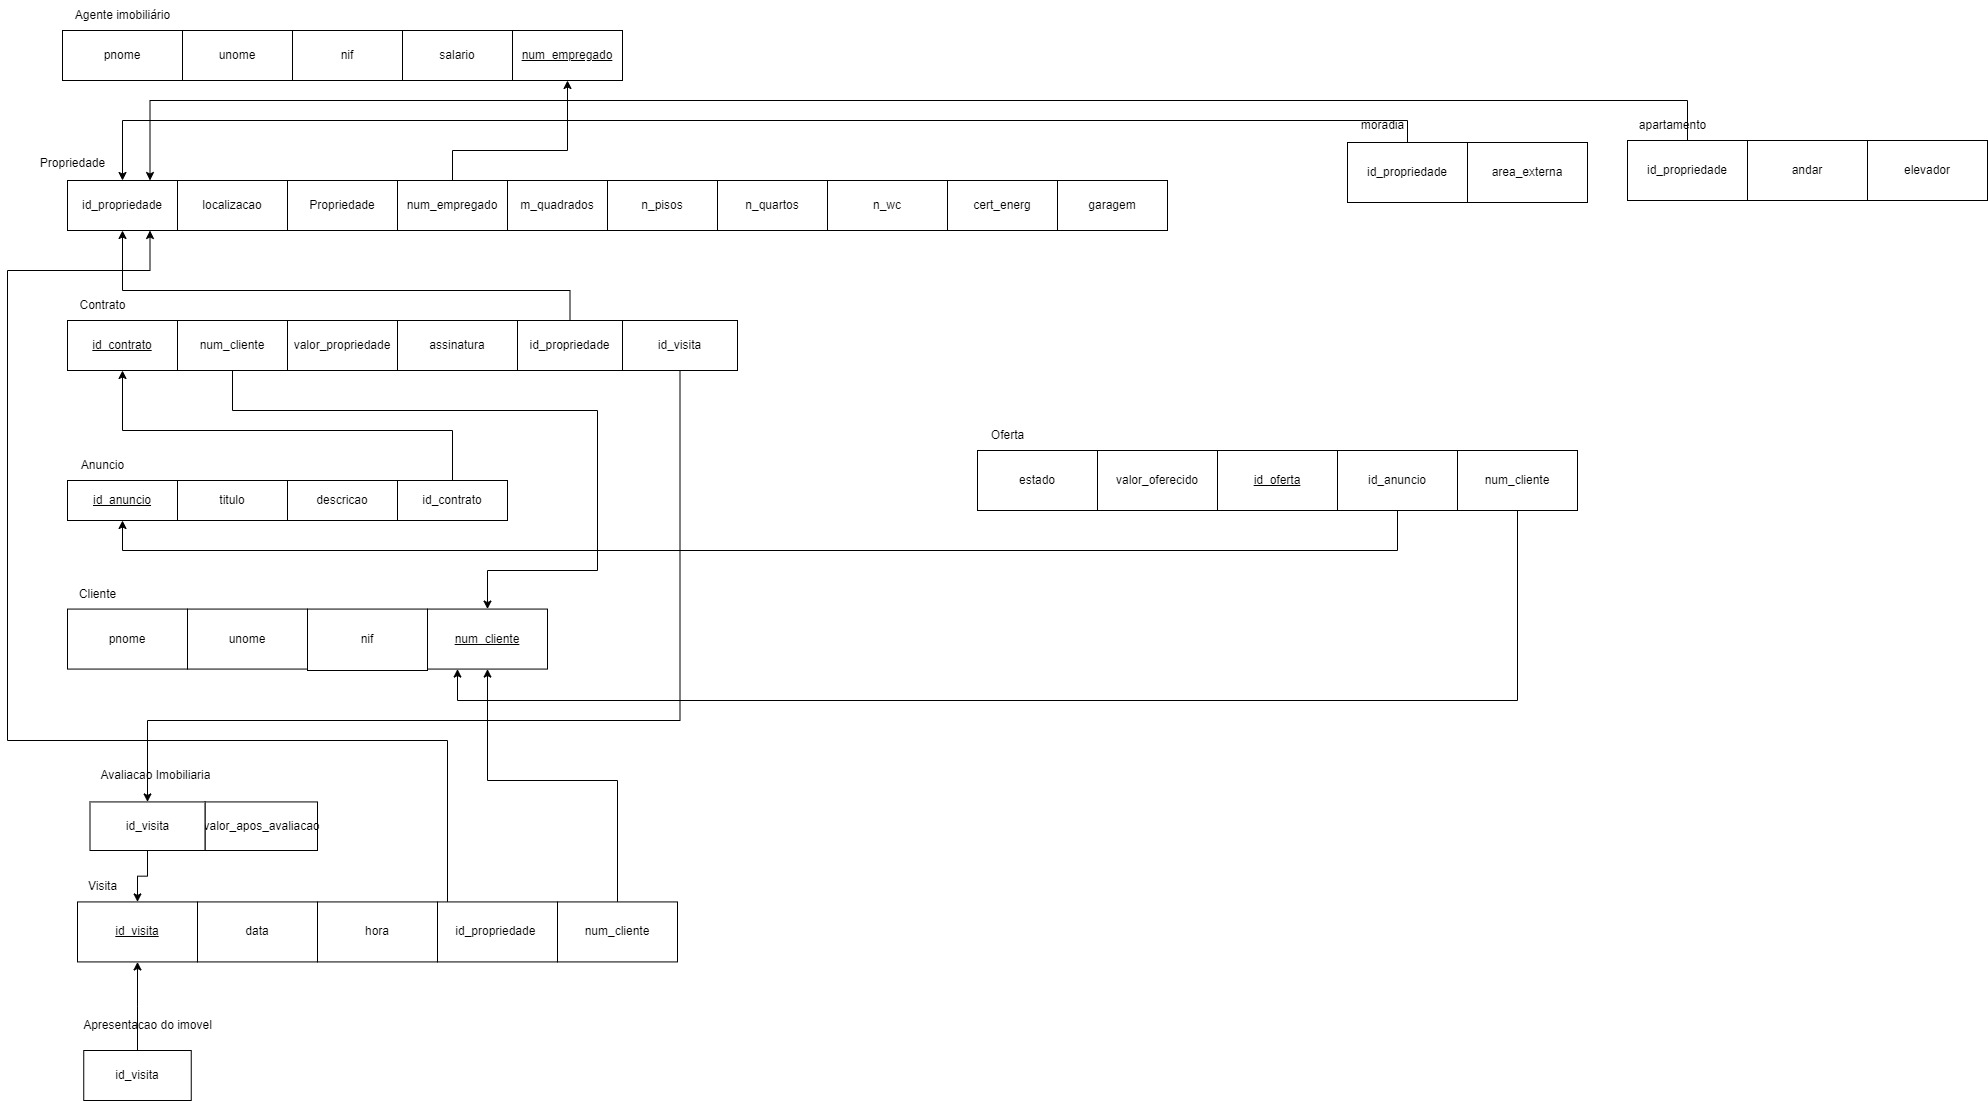 Agente imobiliário
pnome unome nif salario num_empregado
moradia apartamento
id_propriedade area_externa id_propriedade andar elevador
Propriedade
id_propriedade localizacao Propriedade num_empregado m_quadrados n_pisos n_quartos n_wc cert_energ garagem
Contrato
id_contrato num_cliente valor_propriedade assinatura id_propriedade id_visita
Oferta
estado valor_oferecido id_oferta id_anuncio num_cliente
Anuncio
id_anuncio titulo descricao id_contrato
Cliente
pnome unome nif num_cliente
Avaliacao Imobiliaria
id_visita valor_apos_avaliacao
Visita
id_visita data hora id_propriedade num_cliente
Apresentacao do imovel
id_visita